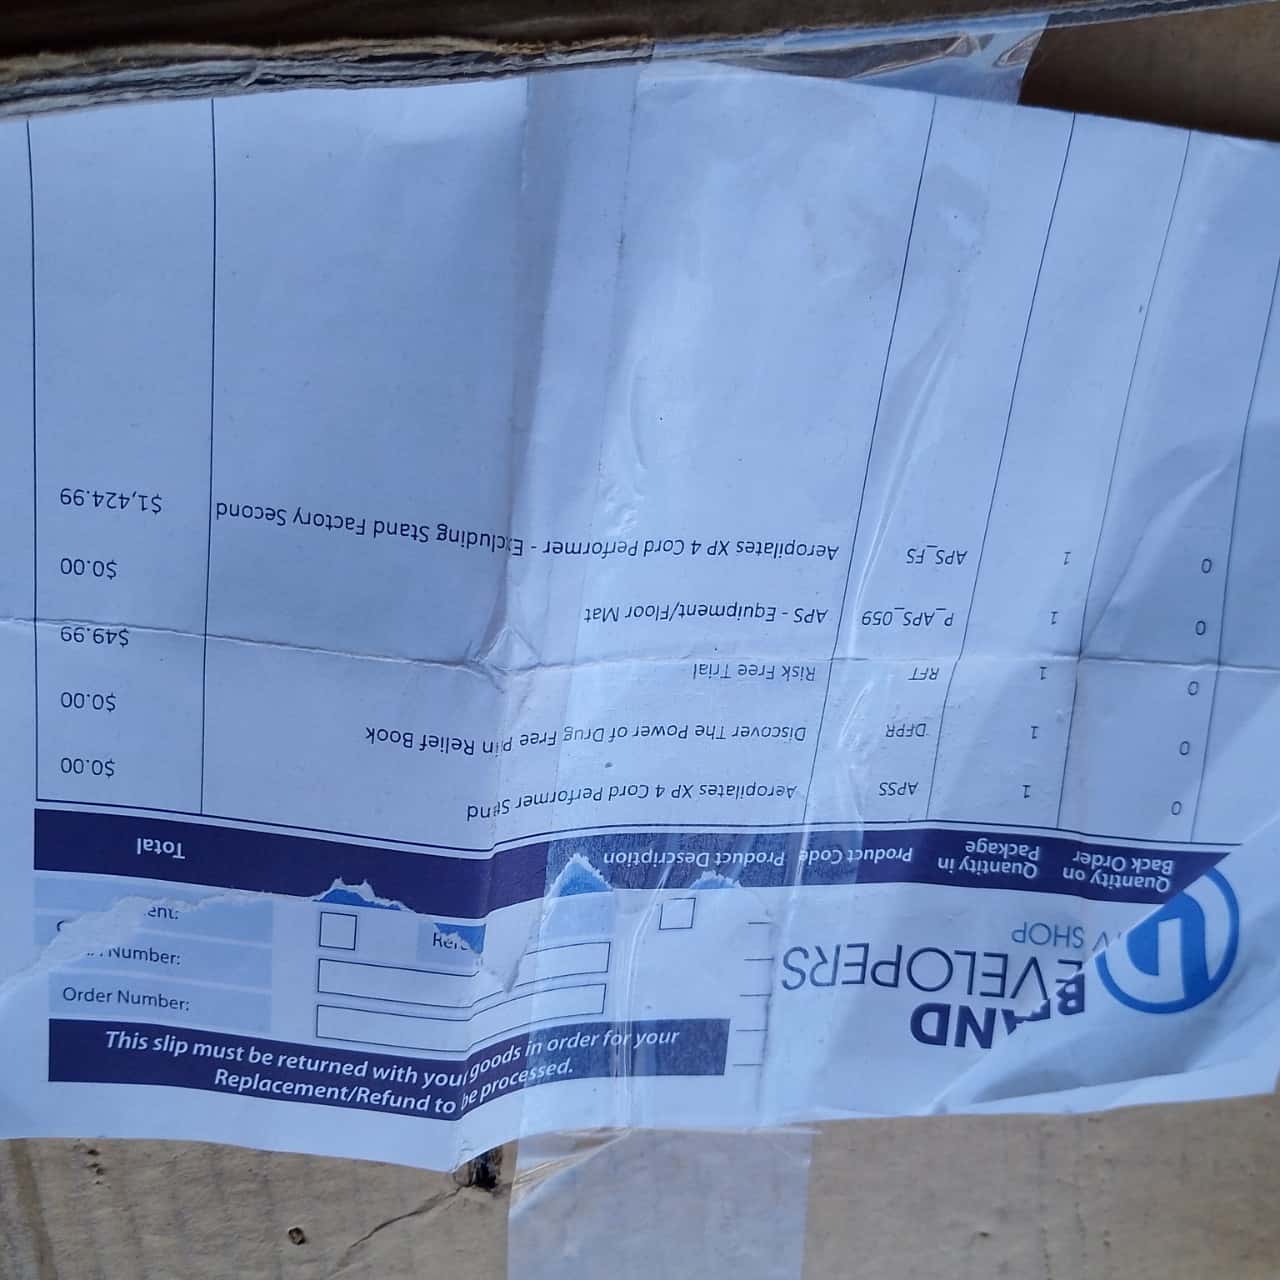 BRAND
DEVELOPERS
TV SHOP
This slip must be returned with your goods in order for your
Replacement/Refund to be processed.
Order Number:
Number:
Quantity on Back Order Quantity in Package Product Code Product Description Total
0 1 APSS Aeropilates XP 4 Cord Performer Stand $0.00
0 1 DFPR Discover The Power of Drug Free Pain Relief Book $0.00
0 1 RFT Risk Free Trial $49.99
0 1 P_APS_059 APS - Equipment/Floor Mat $0.00
0 1 APS_FS Aeropilates XP 4 Cord Performer - Excluding Stand Factory Second $1,424.99